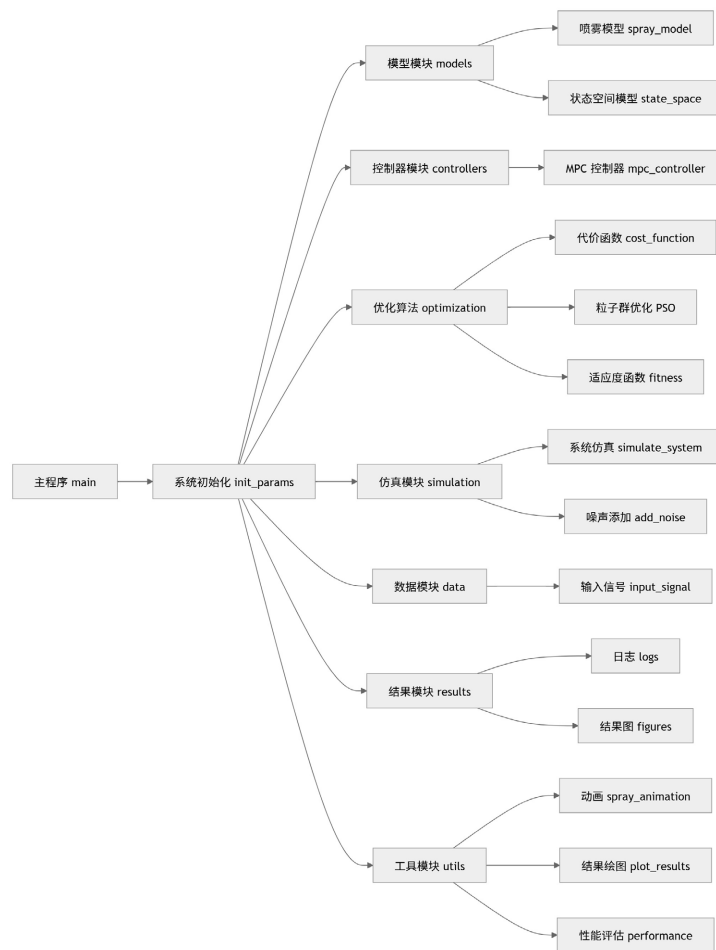 喷雾模型 spray_model
模型模块 models
状态空间模型 state_space
控制器模块 controllers
MPC 控制器 mpc_controller
代价函数 cost_function
优化算法 optimization
粒子群优化 PSO
适应度函数 fitness
系统仿真 simulate_system
主程序 main
系统初始化 init_params
仿真模块 simulation
噪声添加 add_noise
数据模块 data
输入信号 input_signal
日志 logs
结果模块 results
结果图 figures
动画 spray_animation
工具模块 utils
结果绘图 plot_results
性能评估 performance